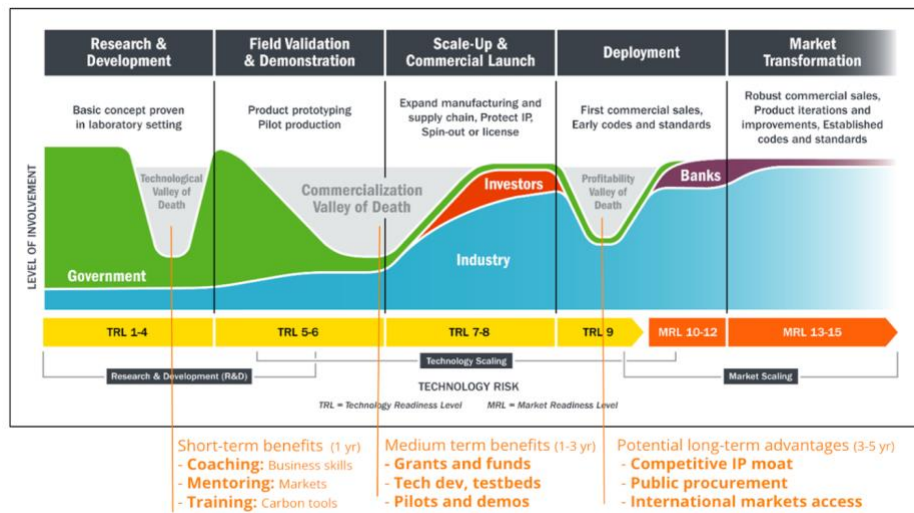 Research &
Development
Field Validation
& Demonstration
Scale-Up &
Commercial Launch
Deployment
Market
Transformation
Basic concept proven
in laboratory setting
Product prototyping
Pilot production
Expand manufacturing and
supply chain, Protect IP,
Spin-out or license
First commercial sales,
Early codes and standards
Robust commercial sales,
Product iterations and
improvements, Established
codes and standards
LEVEL OF INVOLVEMENT
Technological
Valley of
Death
Commercialization
Valley of Death
Investors
Profitability
Valley of
Death
Banks
Government
Industry
TRL 1-4
TRL 5-6
TRL 7-8
TRL 9
MRL 10-12
MRL 13-15
Technology Scaling
Research & Development (R&D)
Market Scaling
TECHNOLOGY RISK
TRL = Technology Readiness Level MRL = Market Readiness Level
Short-term benefits (1 yr)
- Coaching: Business skills
- Mentoring: Markets
- Training: Carbon tools
Medium term benefits (1-3 yr)
- Grants and funds
- Tech dev, testbeds
- Pilots and demos
Potential long-term advantages (3-5 yr)
- Competitive IP moat
- Public procurement
- International markets access